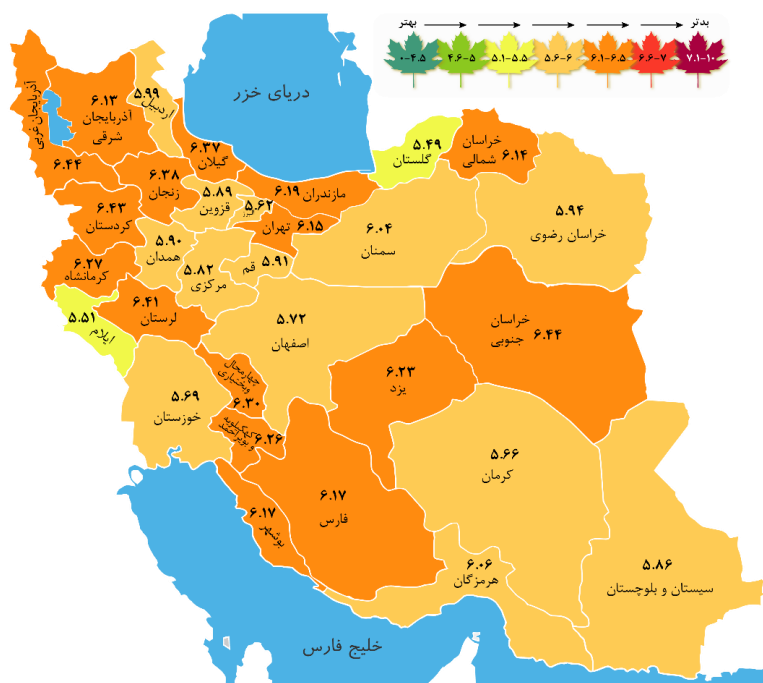 بهتر
بدتر
۰-۴.۵
۴.۶-۵
۵.۱-۵.۵
۵.۶-۶
۶.۱-۶.۵
۶.۶-۷
۷.۱-۱۰
دریای خزر
آذربایجان غربی
۶.۴۴
۶.۱۳
آذربایجان
شرقی
۵.۹۹
اردبیل
۶.۳۷
گیلان
۶.۳۸
زنجان
۶.۴۳
کردستان
۵.۸۹
قزوین
۵.۶۲
مازندران ۶.۱۹
تهران ۶.۱۵
۵.۴۹
گلستان
خراسان
شمالی ۶.۱۴
۵.۹۴
خراسان رضوی
۶.۰۴
سمنان
۶.۲۷
کرمانشاه
۵.۹۰
همدان
۵.۸۲
مرکزی
قم ۵.۹۱
۵.۵۱
ایلام
۶.۴۱
لرستان
۵.۷۲
اصفهان
خراسان
جنوبی ۶.۴۴
۶.۲۳
یزد
چهارمحال
وبختیاری
۶.۳۰
۵.۶۹
خوزستان
کهکیلویه
و بویراحمد
۶.۲۶
۵.۶۶
کرمان
۶.۱۷
فارس
۶.۱۷
بوشهر
۶.۰۶
هرمزگان
۵.۸۶
سیستان و بلوچستان
خلیج فارس